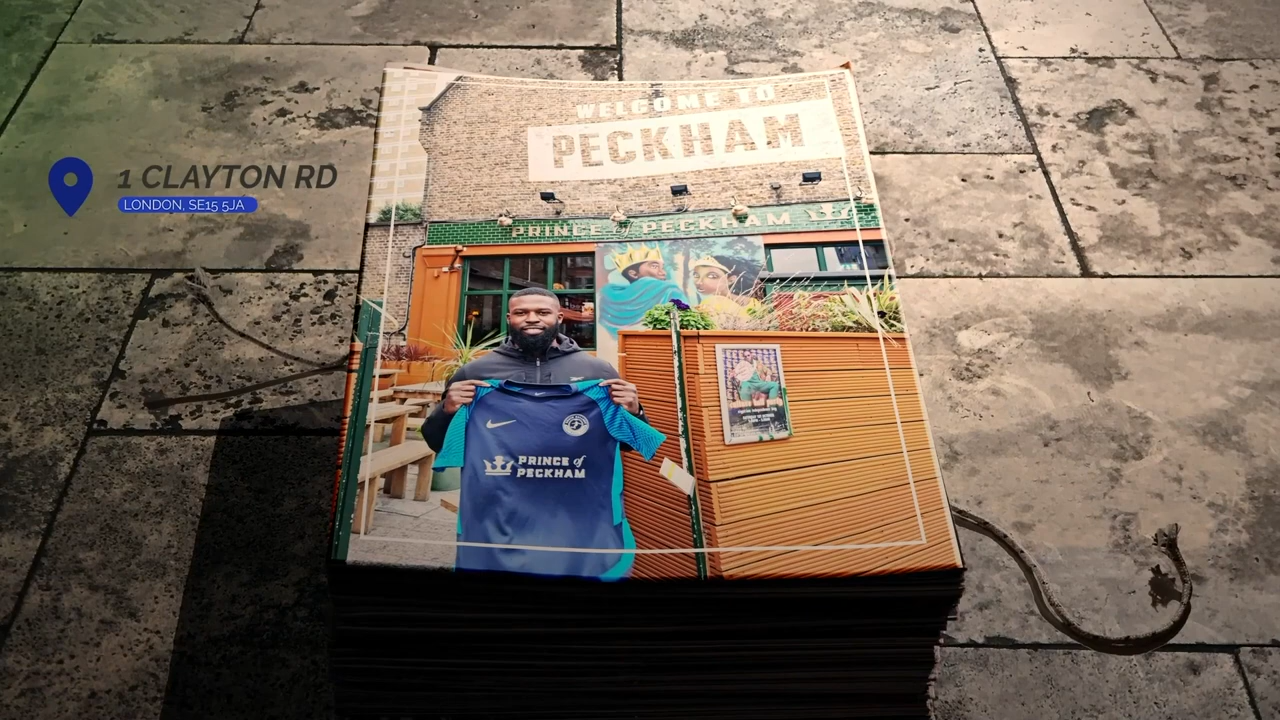 1 CLAYTON RD
LONDON, SE15 5JA
WELCOME TO
PECKHAM
PRINCE of PECKHAM
PRINCE of
PECKHAM